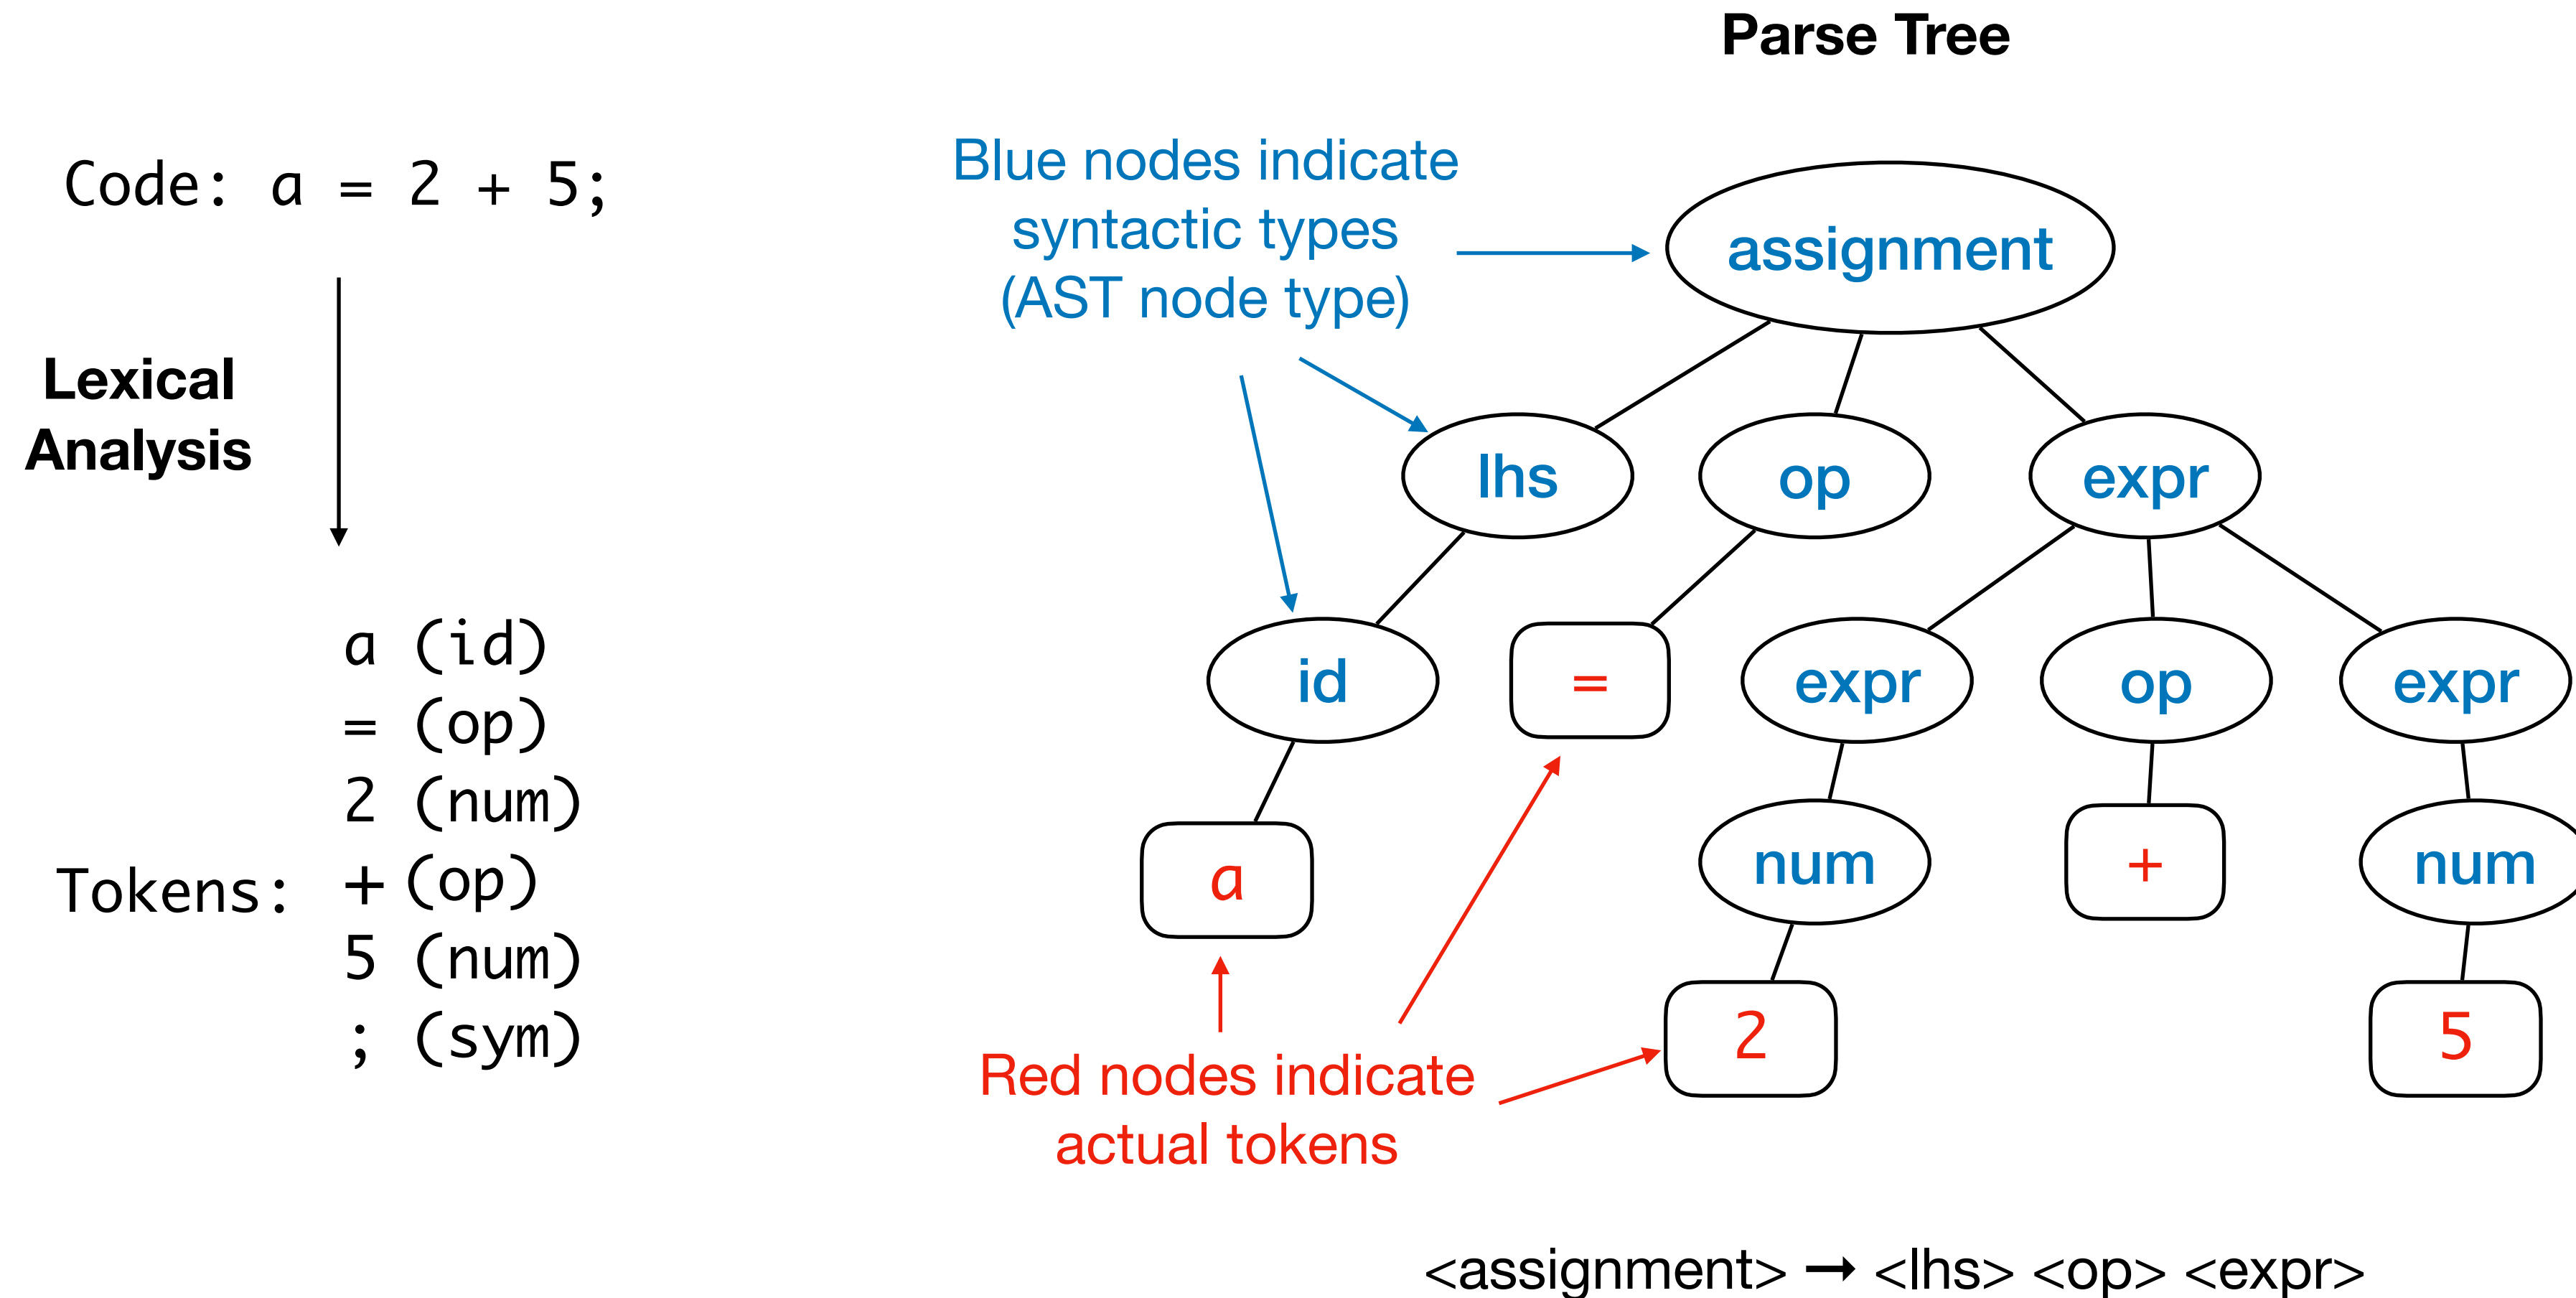 Parse Tree
Code: a = 2 + 5;
Lexical
Analysis
Tokens:
a (id)
= (op)
2 (num)
+ (op)
5 (num)
; (sym)
Blue nodes indicate
syntactic types
(AST node type)
assignment
lhs op expr
id = expr op expr
a num + num
2 5
Red nodes indicate
actual tokens
<assignment> → <lhs> <op> <expr>